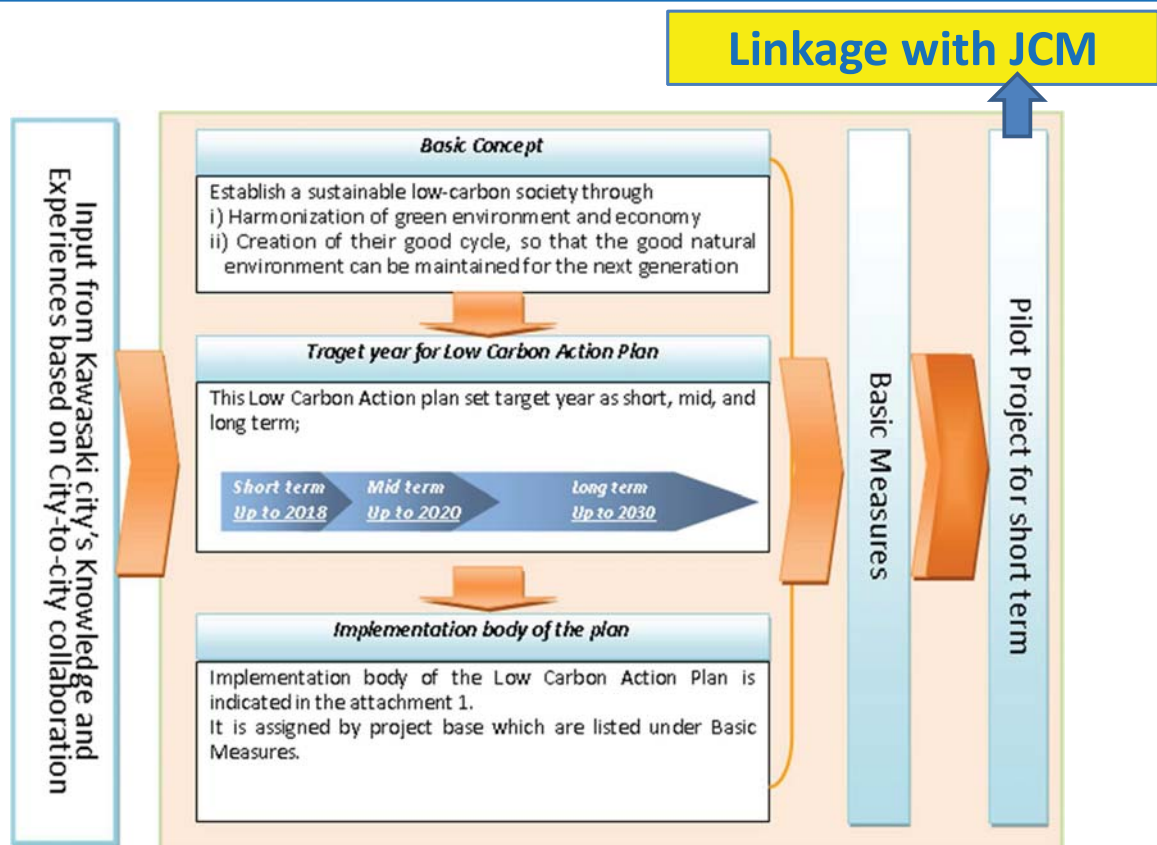 Linkage with JCM
Input from Kawasaki city's Knowledge and
Experiences based on City-to-city collaboration
Basic Concept
Establish a sustainable low-carbon society through
i) Harmonization of green environment and economy
ii) Creation of their good cycle, so that the good natural
environment can be maintained for the next generation
Traget year for Low Carbon Action Plan
This Low Carbon Action plan set target year as short, mid, and
long term;
Short term
Up to 2018
Mid term
Up to 2020
Long term
Up to 2030
Implementation body of the plan
Implementation body of the Low Carbon Action Plan is
indicated in the attachment 1.
It is assigned by project base which are listed under Basic
Measures.
Basic Measures
Pilot Project for short term